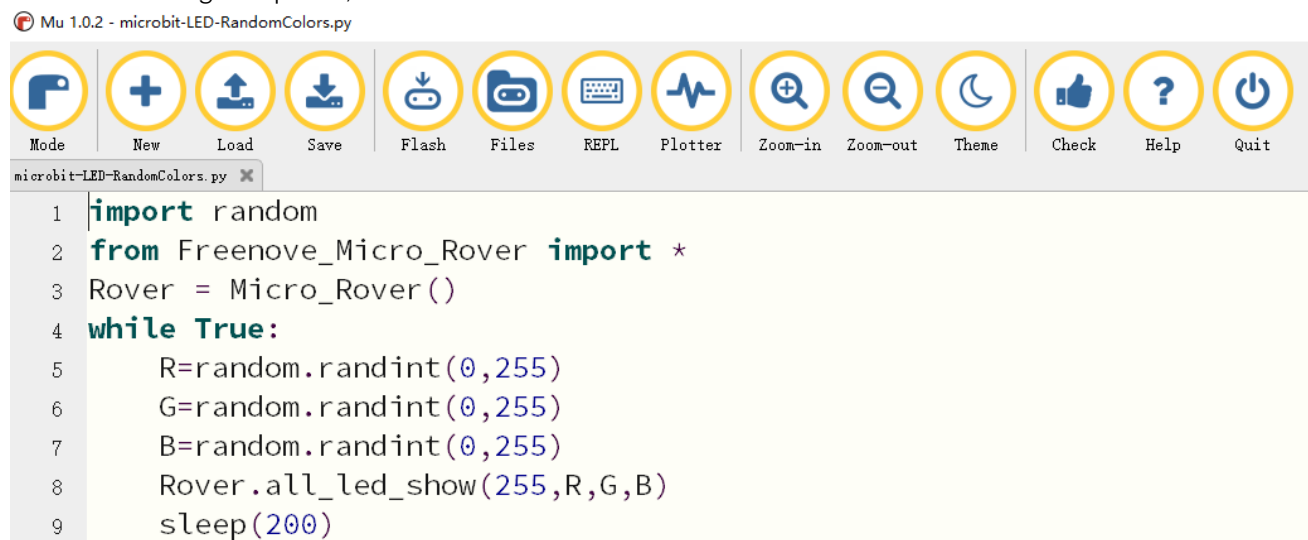 Mu 1.0.2 - microbit-LED-RandomColors.py
Mode New Load Save Flash Files REPL Plotter Zoom-in Zoom-out Theme Check Help Quit
microbit-LED-RandomColors.py
1 import random
2 from Freenove_Micro_Rover import *
3 Rover = Micro_Rover()
4 while True:
5     R=random.randint(0,255)
6     G=random.randint(0,255)
7     B=random.randint(0,255)
8     Rover.all_led_show(255,R,G,B)
9     sleep(200)